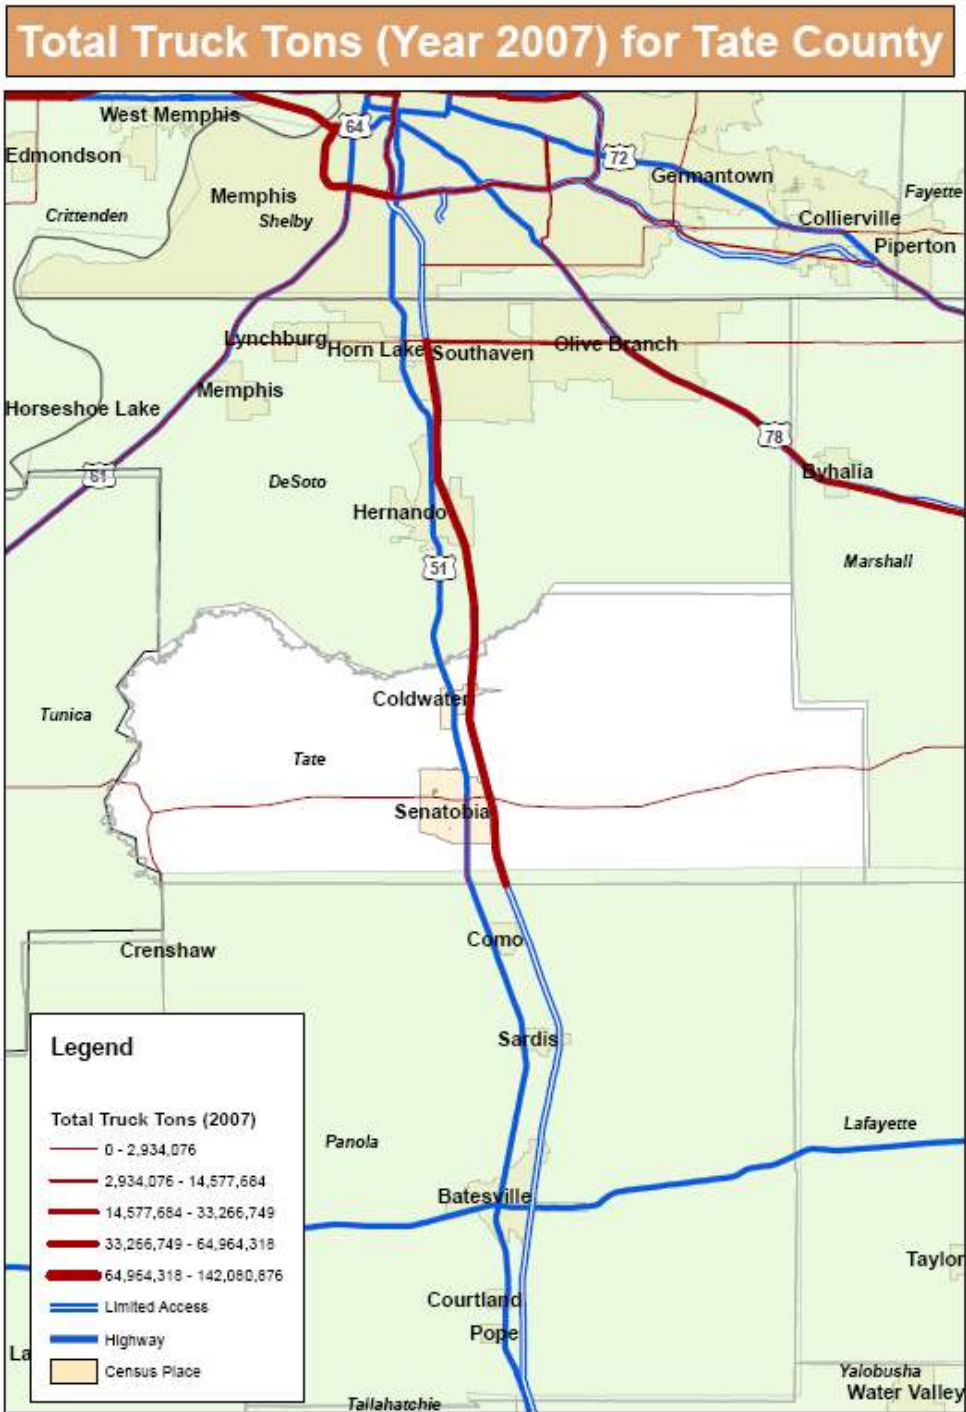 Total Truck Tons (Year 2007) for Tate County
West Memphis
64
72
Edmondson
Germantown
Memphis
Fayette
Crittenden
Shelby
Collierville
Piperton
Lynchburg
Horn Lake
Southaven
Olive Branch
Memphis
Horseshoe Lake
78
61
Byhalia
DeSoto
Hernando
51
Marshall
Coldwater
Tunica
Tate
Senatobia
Como
Crenshaw
Sardis
Legend
Total Truck Tons (2007)
0 - 2,934,076
2,934,076 - 14,577,684
14,577,684 - 33,266,749
33,266,749 - 64,964,318
64,964,318 - 142,080,876
Limited Access
Highway
Census Place
Panola
Lafayette
Batesville
Taylor
Courtland
Pope
La
Yalobusha
Water Valley
Tallahatchie